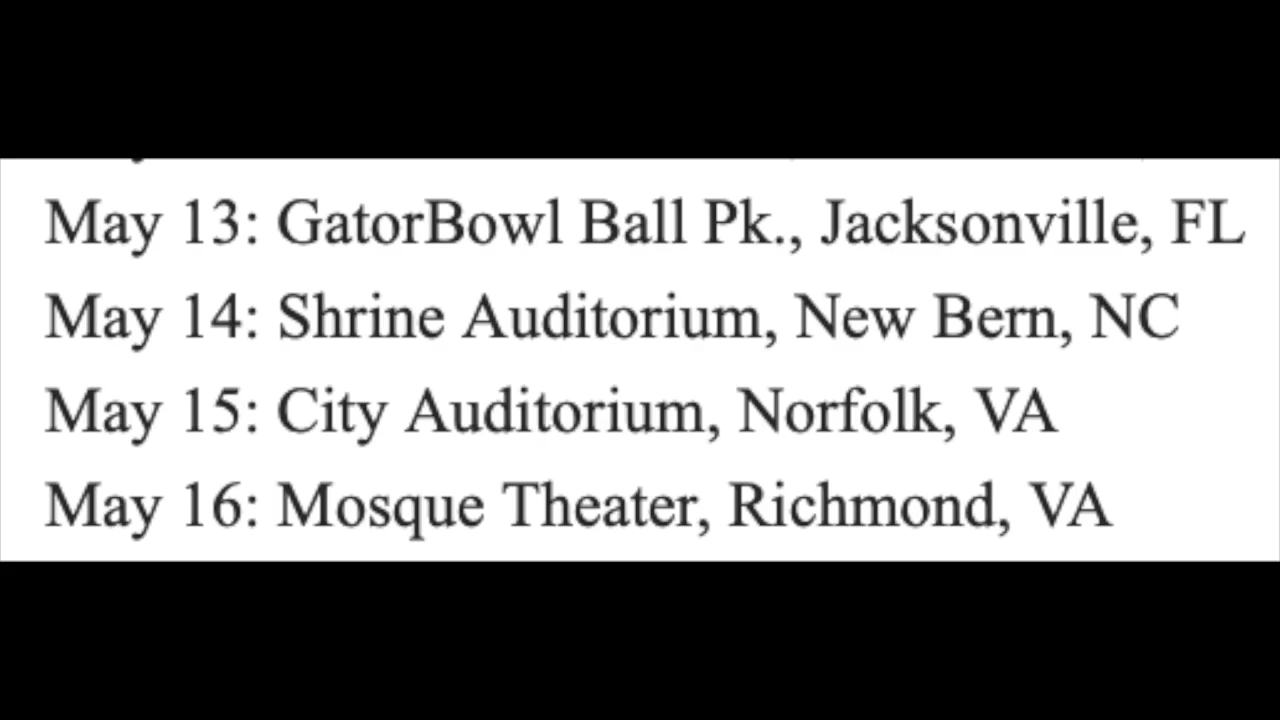 May 13: GatorBowl Ball Pk., Jacksonville, FL
May 14: Shrine Auditorium, New Bern, NC
May 15: City Auditorium, Norfolk, VA
May 16: Mosque Theater, Richmond, VA